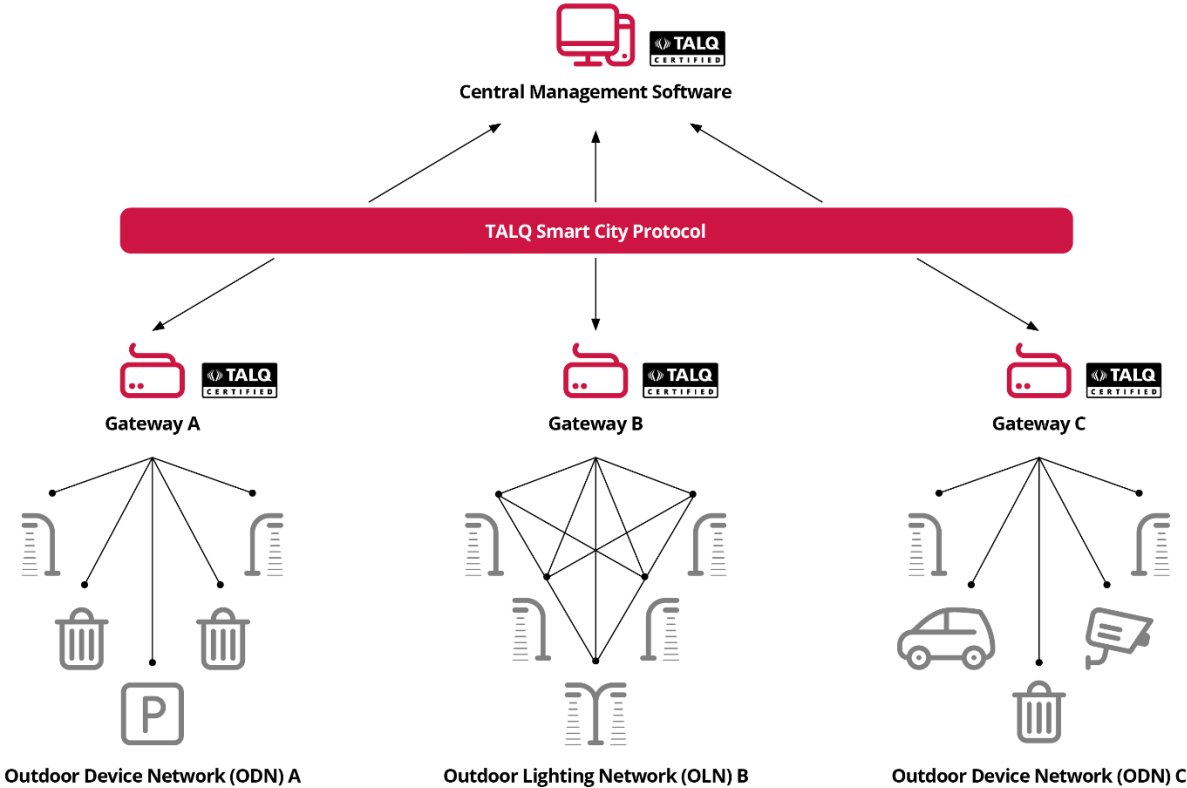 TALQ
CERTIFIED
Central Management Software
TALQ Smart City Protocol
TALQ
CERTIFIED
TALQ
CERTIFIED
TALQ
CERTIFIED
Gateway A
Gateway B
Gateway C
P
Outdoor Device Network (ODN) A
Outdoor Lighting Network (OLN) B
Outdoor Device Network (ODN) C